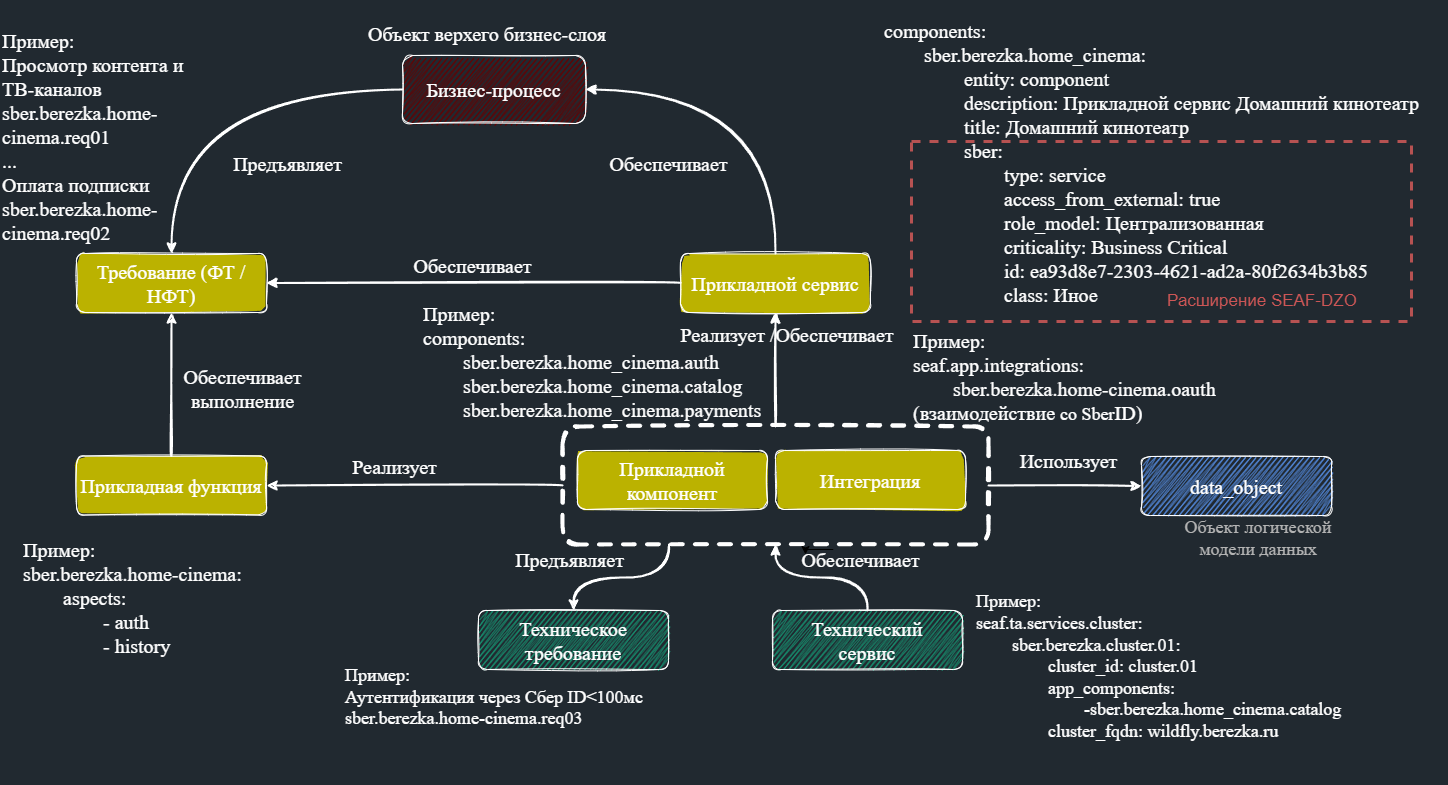 Пример:
Просмотр контента и
ТВ-каналов
sber.berezka.home-
cinema.req01
...
Оплата подписки
sber.berezka.home-
cinema.req02
Объект верхего бизнес-слоя
Бизнес-процесс
Предъявляет
Обеспечивает
components:
sber.berezka.home_cinema:
entity: component
description: Прикладной сервис Домашний кинотеатр
title: Домашний кинотеатр
sber:
type: service
access_from_external: true
role_model: Централизованная
criticality: Business Critical
id: ea93d8e7-2303-4621-ad2a-80f2634b3b85
class: Иное
Расширение SEAF-DZO
Требование (ФТ /
НФТ)
Обеспечивает
Прикладной сервис
Пример:
components:
sber.berezka.home_cinema.auth
sber.berezka.home_cinema.catalog
sber.berezka.home_cinema.payments
Реализует /Обеспечивает
Пример:
seaf.app.integrations:
sber.berezka.home-cinema.oauth
(взаимодействие со SberID)
Обеспечивает
выполнение
Прикладная функция
Реализует
Прикладной
компонент
Интеграция
Использует
data_object
Объект логической
модели данных
Пример:
sber.berezka.home-cinema:
aspects:
- auth
- history
Предъявляет
Обеспечивает
Техническое
требование
Технический
сервис
Пример:
Аутентификация через Сбер ID<100мс
sber.berezka.home-cinema.req03
Пример:
seaf.ta.services.cluster:
sber.berezka.cluster.01:
cluster_id: cluster.01
app_components:
-sber.berezka.home_cinema.catalog
cluster_fqdn: wildfly.berezka.ru